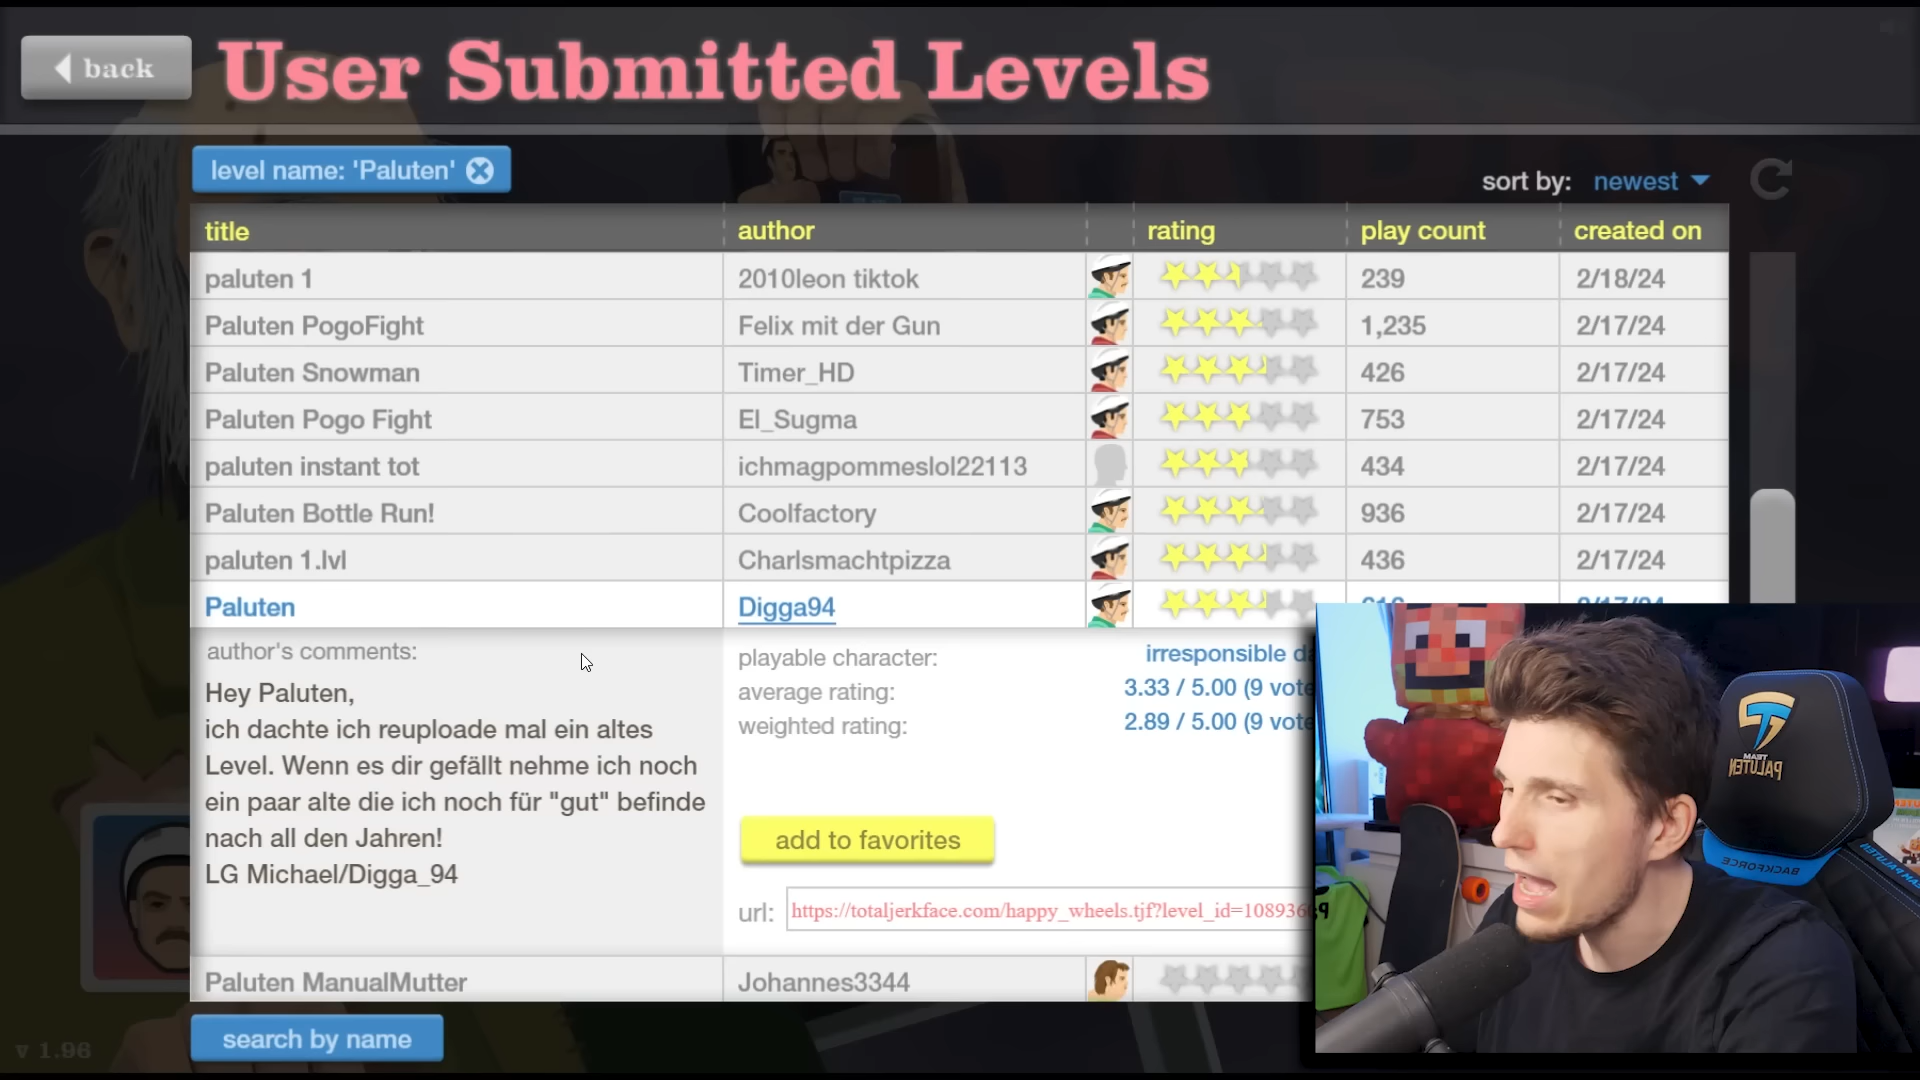 back
User Submitted Levels
level name: 'Paluten'
sort by: newest
title author rating play count created on
paluten 1 2010leon tiktok 239 2/18/24
Paluten PogoFight Felix mit der Gun 1,235 2/17/24
Paluten Snowman Timer_HD 426 2/17/24
Paluten Pogo Fight El_Sugma 753 2/17/24
paluten instant tot ichmagpommeslol22113 434 2/17/24
Paluten Bottle Run! Coolfactory 936 2/17/24
paluten 1.lvl Charlsmachtpizza 436 2/17/24
Paluten Digga94
author's comments:
Hey Paluten,
ich dachte ich reuploade mal ein altes
Level. Wenn es dir gefällt nehme ich noch
ein paar alte die ich noch für "gut" befinde
nach all den Jahren!
LG Michael/Digga_94
playable character: irresponsible
average rating: 3.33 / 5.00 (9
weighted rating: 2.89 / 5.00 (9
add to favorites
url: https://totaljerkface.com/happy_wheels.tjf?level_id=108936
Paluten ManualMutter Johannes3344
search by name
v 1.96
TEAM
PALUTEN
BACKFORCE